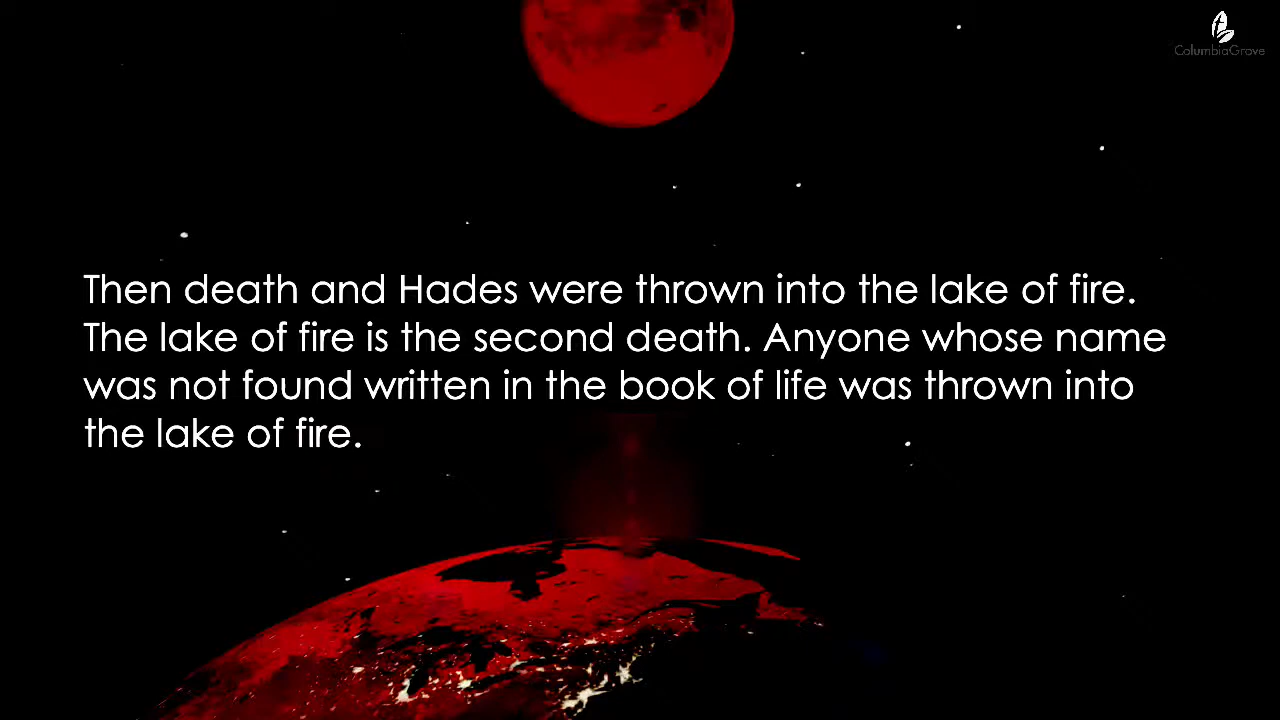 ColumbiaGrove
Then death and Hades were thrown into the lake of fire.
The lake of fire is the second death. Anyone whose name
was not found written in the book of life was thrown into
the lake of fire.